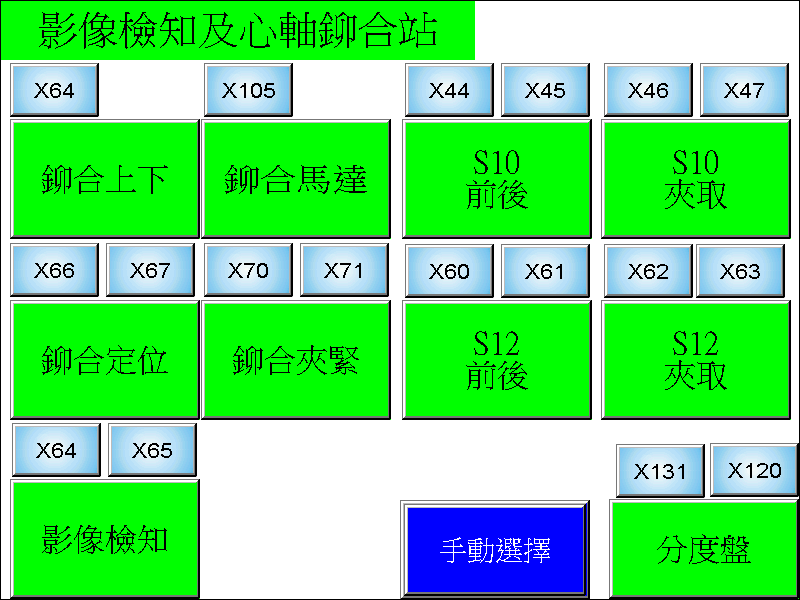 影像檢知及心軸鉚合站
X64
X105
X44
X45
X46
X47
鉚合上下
鉚合馬達
S10
前後
S10
夾取
X66
X67
X70
X71
X60
X61
X62
X63
鉚合定位
鉚合夾緊
S12
前後
S12
夾取
X64
X65
X131
X120
影像檢知
手動選擇
分度盤